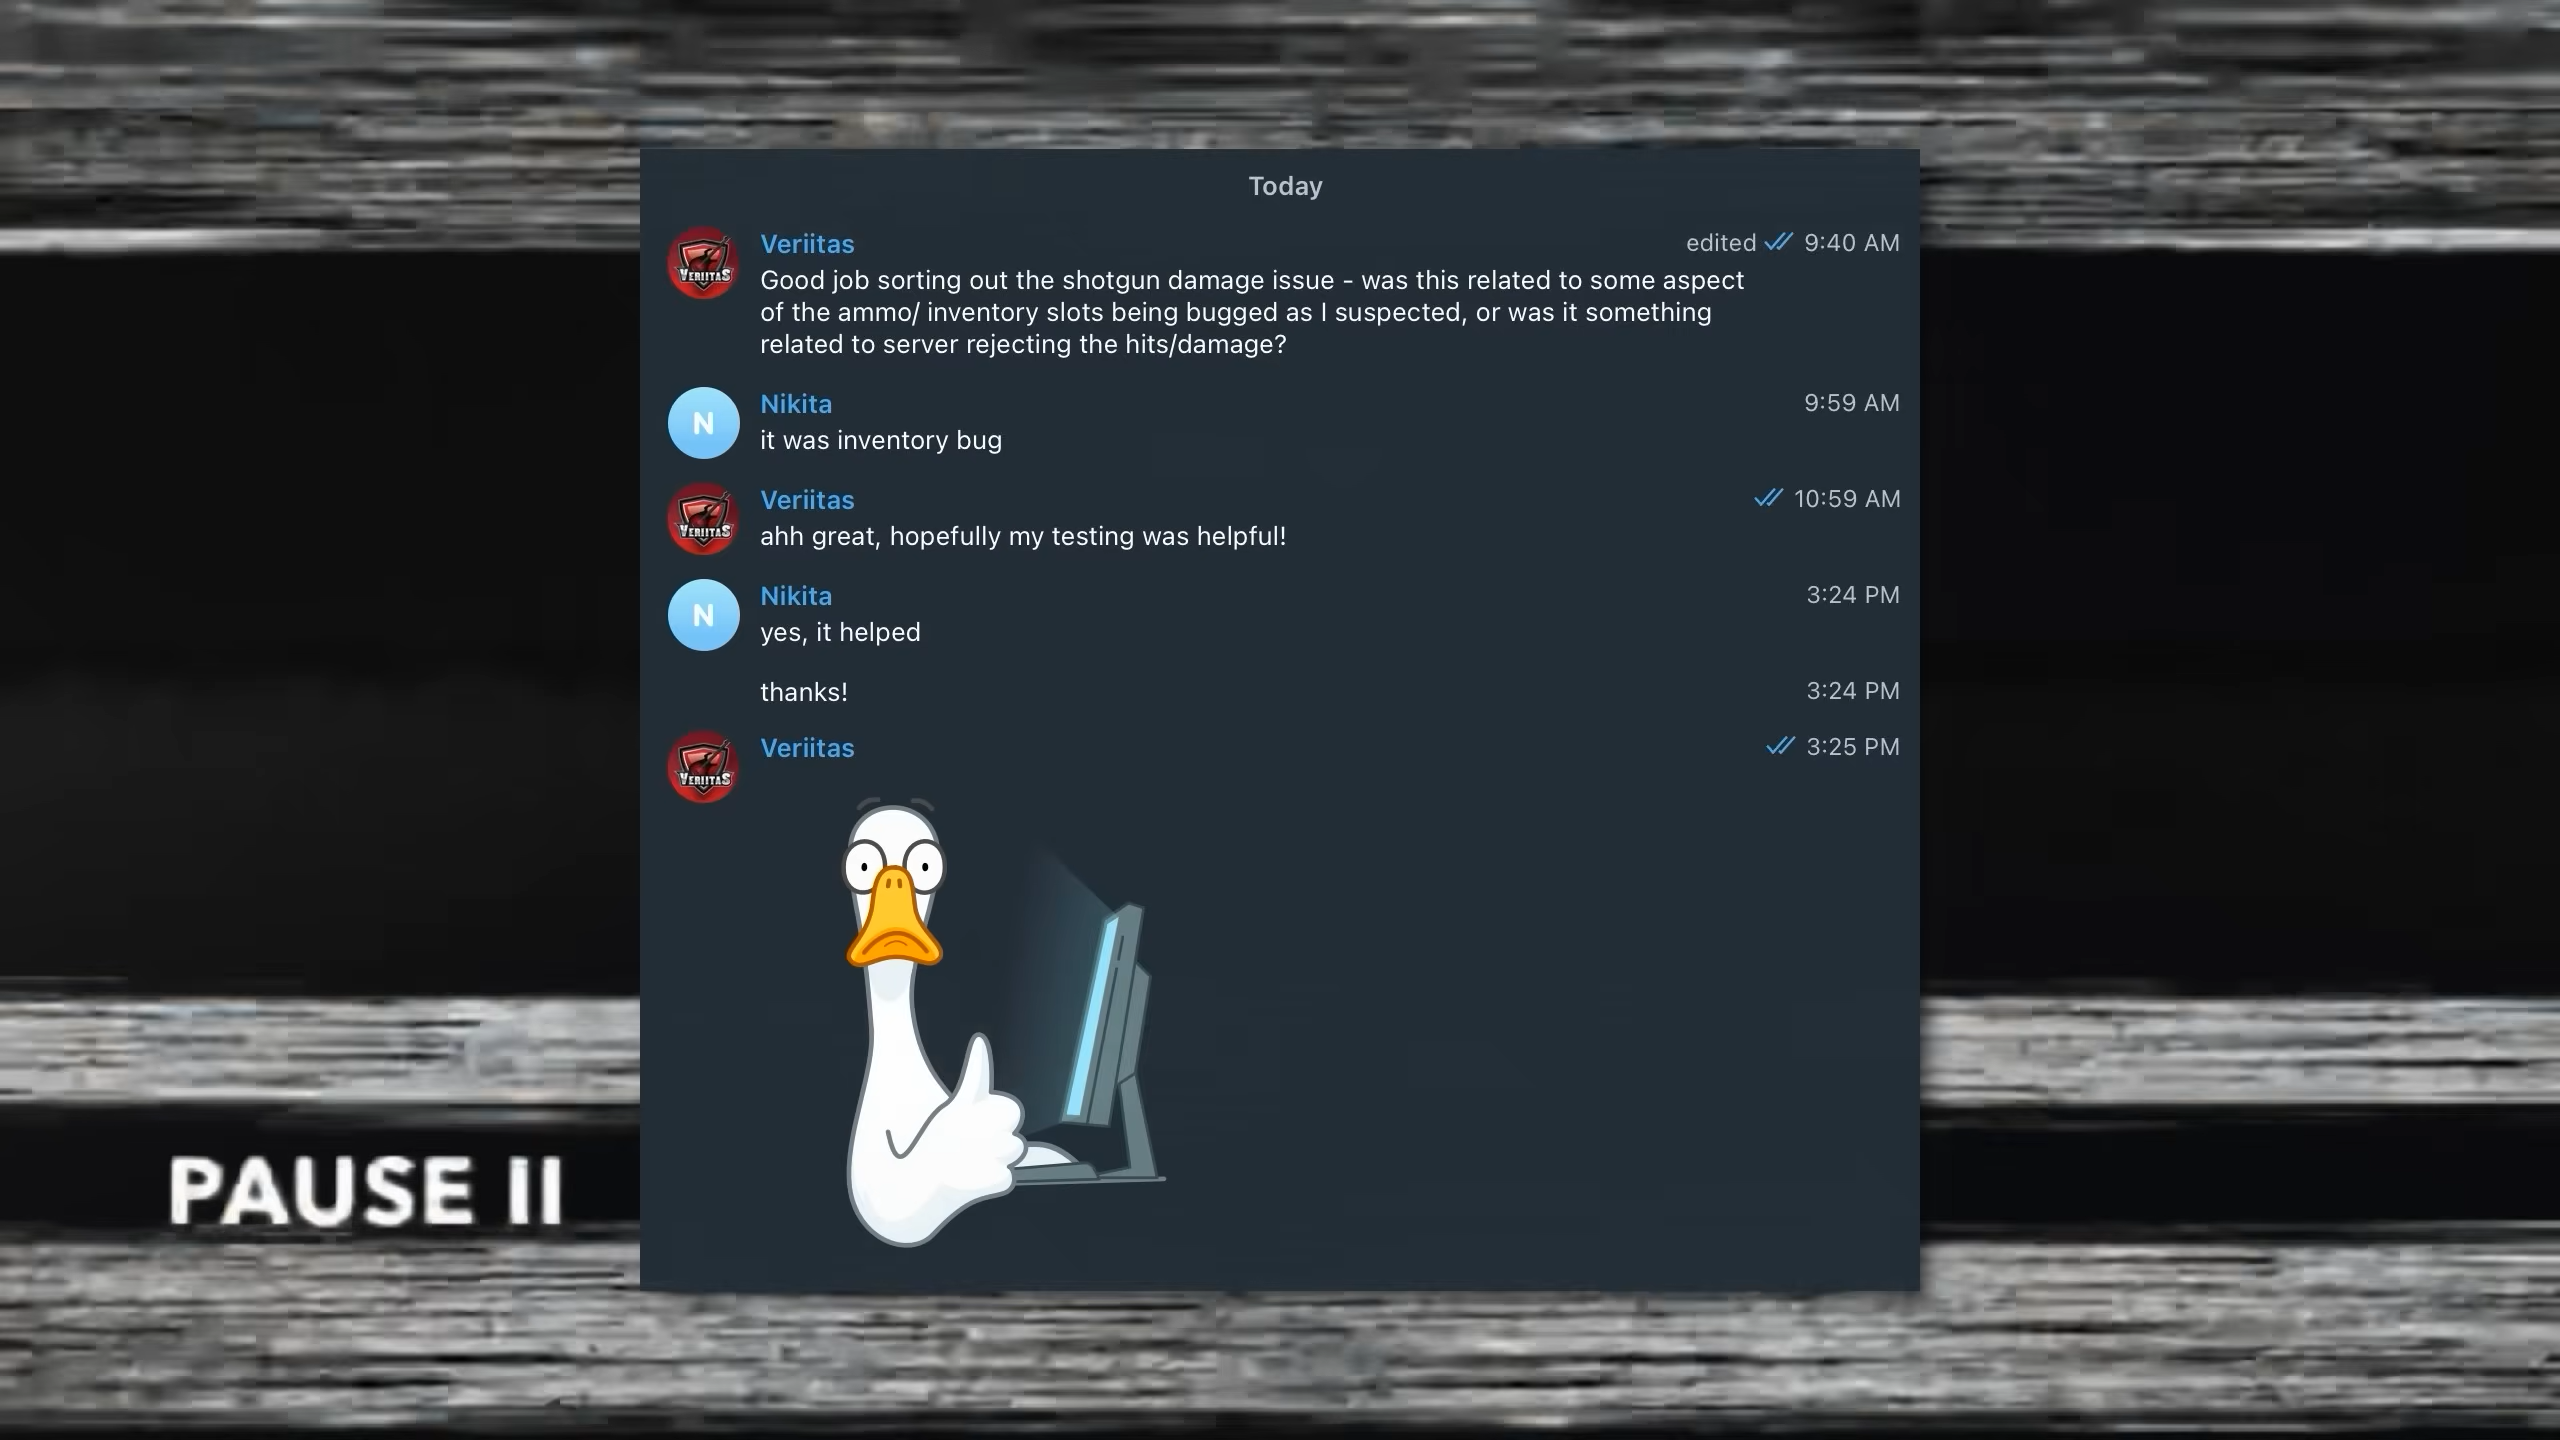 Today
Veriitas
edited 9:40 AM
Good job sorting out the shotgun damage issue - was this related to some aspect
of the ammo/ inventory slots being bugged as I suspected, or was it something
related to server rejecting the hits/damage?
VERIITAS
N
Nikita
9:59 AM
it was inventory bug
Veriitas
10:59 AM
ahh great, hopefully my testing was helpful!
VERIITAS
N
Nikita
3:24 PM
yes, it helped
thanks!
3:24 PM
Veriitas
3:25 PM
VERIITAS
PAUSE II